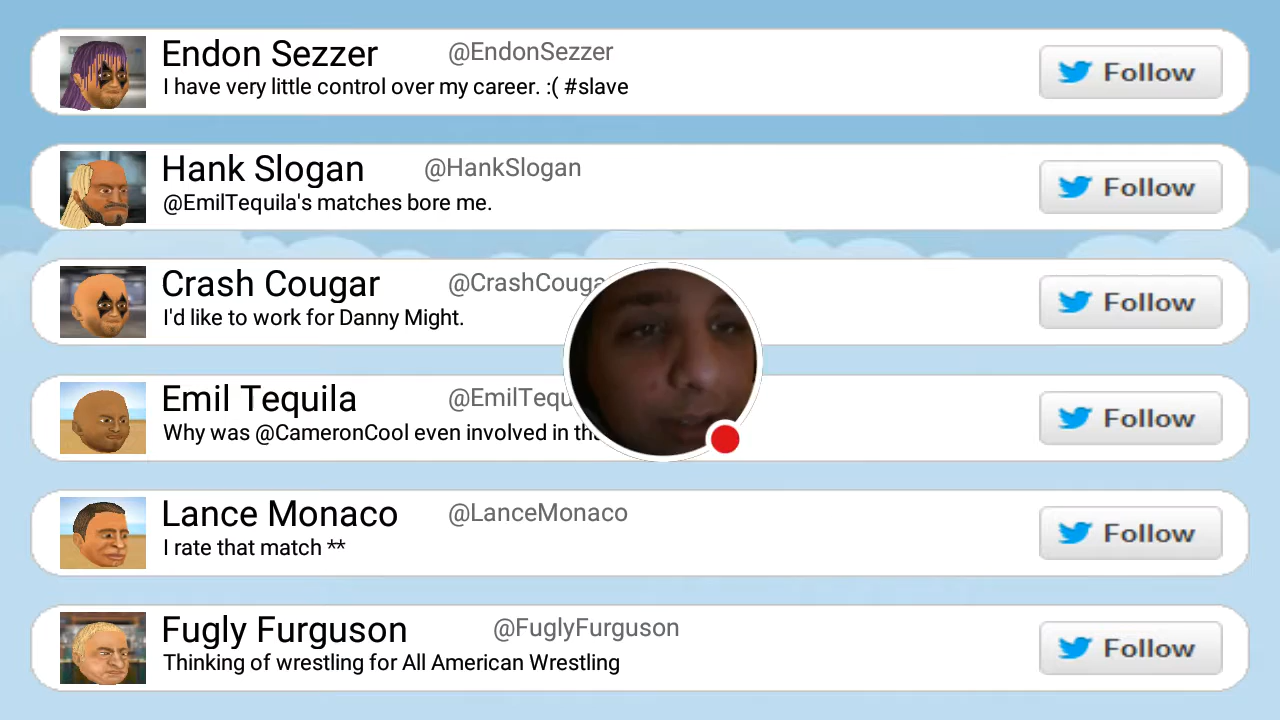 Endon Sezzer @EndonSezzer
I have very little control over my career. :( #slave
Follow
Hank Slogan @HankSlogan
@EmilTequila's matches bore me.
Follow
Crash Cougar
I'd like to work for Danny Might.
Follow
Emil Tequila
Why was @CameronCool even involved in
Follow
Lance Monaco @LanceMonaco
I rate that match **
Follow
Fugly Furguson @FuglyFurguson
Thinking of wrestling for All American Wrestling
Follow